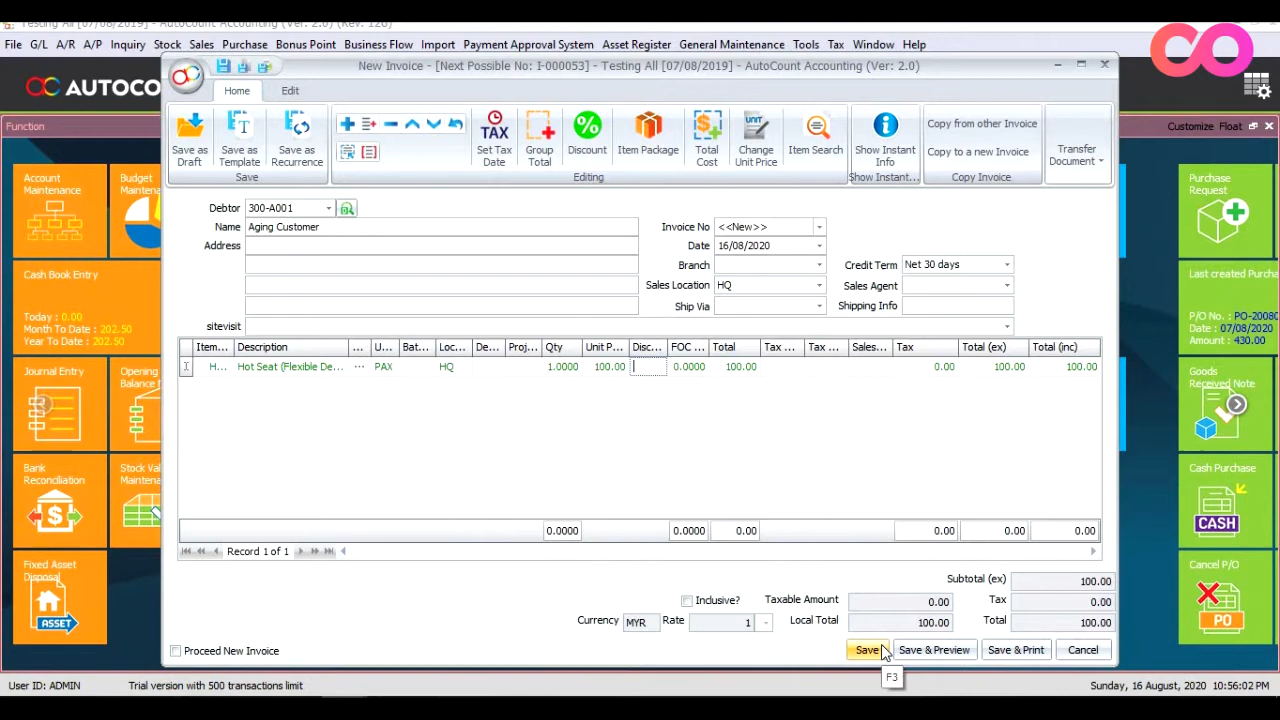 Testing All [07/08/2019] - AutoCount Accounting (Ver. 2.0) (Rev. 126)
File G/L A/R A/P Inquiry Stock Sales Purchase Bonus Point Business Flow Import Payment Approval System Asset Register General Maintenance Tools Tax Window Help
New Invoice - [Next Possible No: I-000053] - Testing All [07/08/2019] - AutoCount Accounting (Ver: 2.0)
AUTOCO
Home Edit
Function
Customize Float
Save as Draft
Save as Template
Save as Recurrence
Save
TAX
Set Tax Date
Group Total
Discount
Item Package
Total Cost
UNIT
Change Unit Price
Item Search
Editing
Show Instant Info
Show Instant...
Copy from other Invoice
Copy to a new Invoice
Copy Invoice
Transfer Document
Account Maintenance
Budget Mainten
Cash Book Entry
Today : 0.00
Month To Date : 202.50
Year To Date : 202.50
Journal Entry
Opening Balance M
Bank Reconciliation
Stock Val Maintena
Fixed Asset Disposal
ASSET
Debtor 300-A001
Name Aging Customer
Address
Invoice No <<New>>
Date 16/08/2020
Branch
Credit Term Net 30 days
Sales Location HQ
Sales Agent
Ship Via
Shipping Info
sitevisit
Item... Description ... U... Bat... Loc... De... Proj... Qty Unit P... Disc... FOC ... Total Tax ... Tax ... Sales... Tax Total (ex) Total (inc)
H... Hot Seat (Flexible De... ... PAX HQ 1.0000 100.00 0.0000 100.00 0.00 100.00 100.00
0.0000 0.0000 0.00 0.00 0.00 0.00
Record 1 of 1
Subtotal (ex) 100.00
Inclusive? Taxable Amount 0.00 Tax 0.00
Currency MYR Rate 1 Local Total 100.00 Total 100.00
Proceed New Invoice
Save Save & Preview Save & Print Cancel
F3
Purchase Request
Last created Purcha
P/O No. : PO-20080
Date : 07/08/2020
Amount : 430.00
Goods Received Note
Cash Purchase
CASH
Cancel P/O
PO
User ID: ADMIN Trial version with 500 transactions limit Sunday, 16 August, 2020 10:56:02 PM